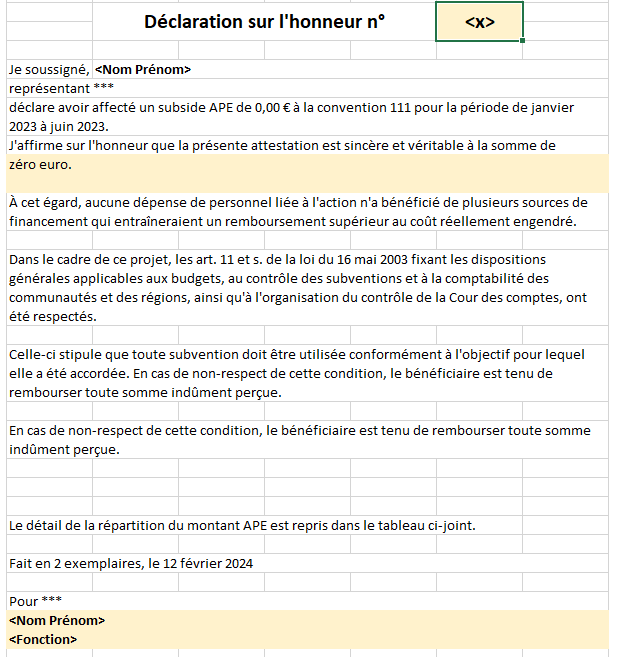 Déclaration sur l'honneur n° <x>
Je soussigné, <Nom Prénom>
représentant ***
déclare avoir affecté un subside APE de 0,00 € à la convention 111 pour la période de janvier
2023 à juin 2023.
J'affirme sur l'honneur que la présente attestation est sincère et véritable à la somme de
zéro euro.
À cet égard, aucune dépense de personnel liée à l'action n'a bénéficié de plusieurs sources de
financement qui entraîneraient un remboursement supérieur au coût réellement engendré.
Dans le cadre de ce projet, les art. 11 et s. de la loi du 16 mai 2003 fixant les dispositions
générales applicables aux budgets, au contrôle des subventions et à la comptabilité des
communautés et des régions, ainsi qu'à l'organisation du contrôle de la Cour des comptes, ont
été respectés.
Celle-ci stipule que toute subvention doit être utilisée conformément à l'objectif pour lequel
elle a été accordée. En cas de non-respect de cette condition, le bénéficiaire est tenu de
rembourser toute somme indûment perçue.
En cas de non-respect de cette condition, le bénéficiaire est tenu de rembourser toute somme
indûment perçue.
Le détail de la répartition du montant APE est repris dans le tableau ci-joint.
Fait en 2 exemplaires, le 12 février 2024
Pour ***
<Nom Prénom>
<Fonction>